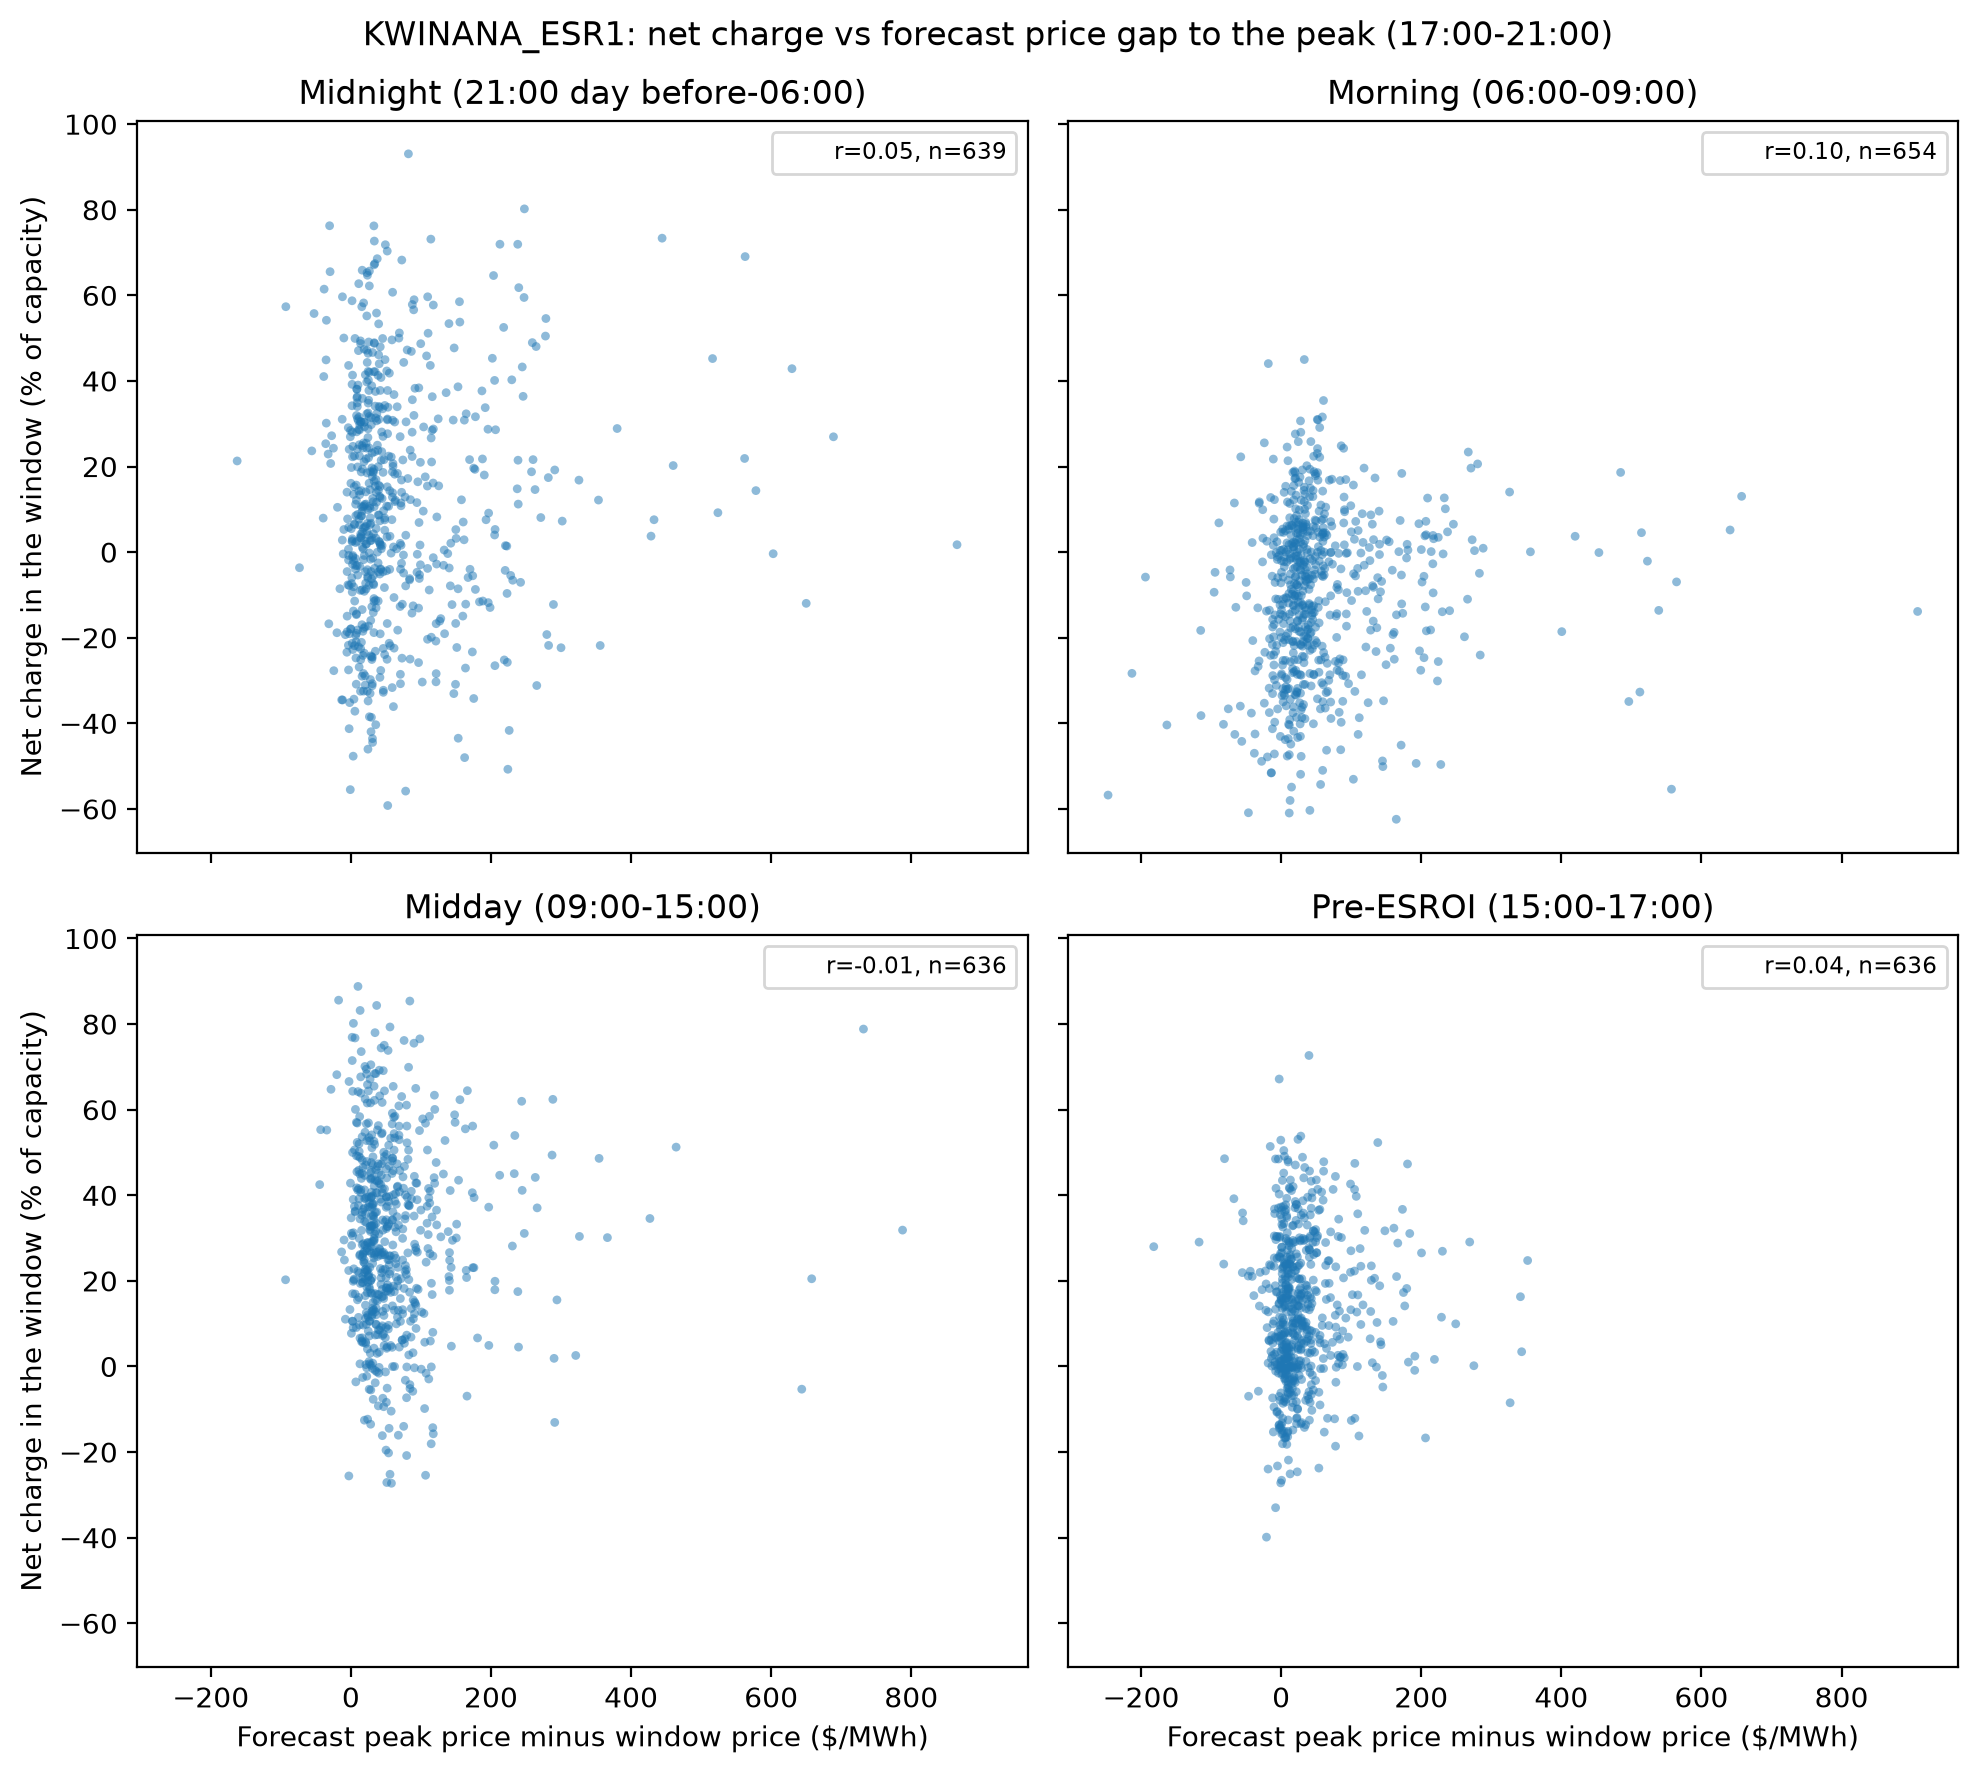 KWINANA_ESR1: net charge vs forecast price gap to the peak (17:00-21:00)
Midnight (21:00 day before-06:00)
Morning (06:00-09:00)
r=0.05, n=639
r=0.10, n=654
Net charge in the window (% of capacity)
100
80
60
40
20
0
−20
−40
−60
Midday (09:00-15:00)
Pre-ESROI (15:00-17:00)
r=-0.01, n=636
r=0.04, n=636
Net charge in the window (% of capacity)
100
80
60
40
20
0
−20
−40
−60
−200 0 200 400 600 800
−200 0 200 400 600 800
Forecast peak price minus window price ($/MWh)
Forecast peak price minus window price ($/MWh)